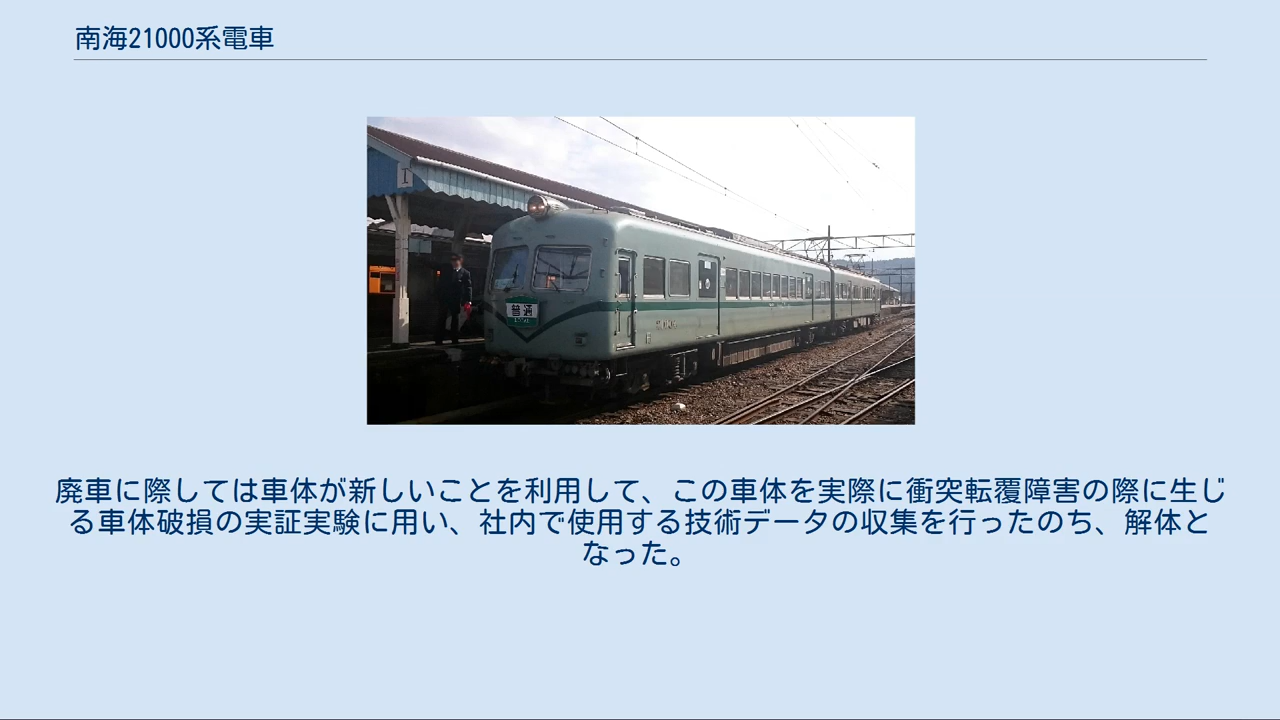 南海21000系電車
I
普通
廃車に際しては車体が新しいことを利用して、この車体を実際に衝突転覆障害の際に生じ
る車体破損の実証実験に用い、社内で使用する技術データの収集を行ったのち、解体と
なった。